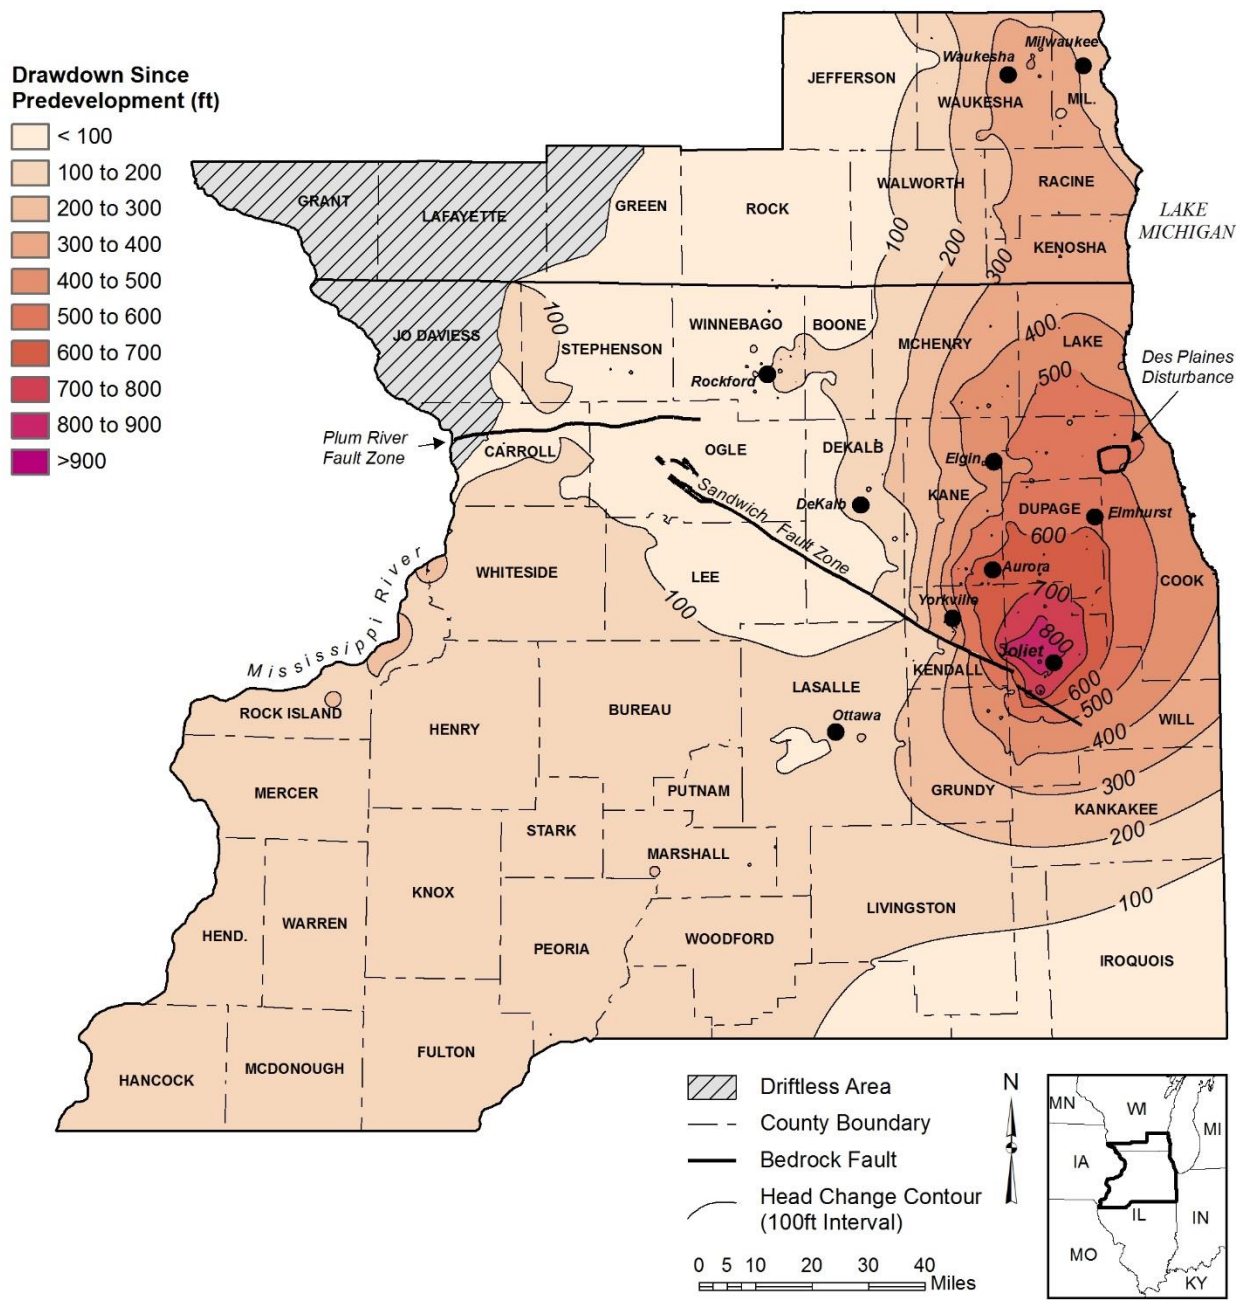 Drawdown Since
Predevelopment (ft)
< 100
100 to 200
200 to 300
300 to 400
400 to 500
500 to 600
600 to 700
700 to 800
800 to 900
>900
Milwaukee
Waukesha
JEFFERSON
WAUKESHA
MIL.
GRANT
LAFAYETTE
GREEN
ROCK
WALWORTH
RACINE
KENOSHA
LAKE
MICHIGAN
100
200
300
JO DAVIESS
100
STEPHENSON
WINNEBAGO
BOONE
MCHENRY
400
LAKE
500
Des Plaines
Disturbance
Rockford
Plum River
Fault Zone
CARROLL
OGLE
DEKALB
Elgin
KANE
Sandwich Fault Zone
DeKalb
DUPAGE
Elmhurst
600
WHITESIDE
LEE
100
Aurora
COOK
Yorkville
700
800
Joliet
Mississippi River
KENDALL
600
500
400
300
200
100
LASALLE
Ottawa
WILL
ROCK ISLAND
HENRY
BUREAU
MERCER
PUTNAM
GRUNDY
KANKAKEE
STARK
MARSHALL
KNOX
WARREN
HEND.
PEORIA
WOODFORD
LIVINGSTON
IROQUOIS
HANCOCK
MCDONOUGH
FULTON
Driftless Area
County Boundary
Bedrock Fault
Head Change Contour
(100ft Interval)
0 5 10 20 30 40
Miles
N
MN
WI
MI
IA
IL
IN
MO
KY